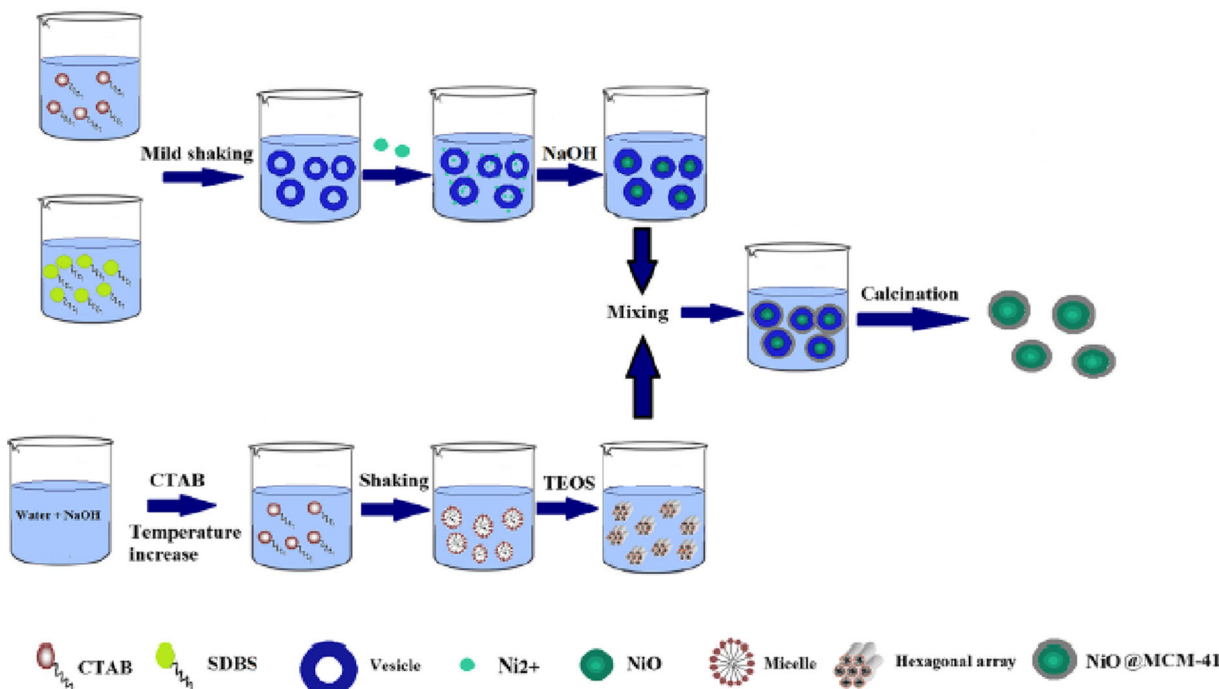 Mild shaking
NaOH
Mixing
Calcination
Water + NaOH
CTAB
Temperature
increase
Shaking
TEOS
CTAB
SDBS
Vesicle
Ni2+
NiO
Micelle
Hexagonal array
NiO@MCM-41